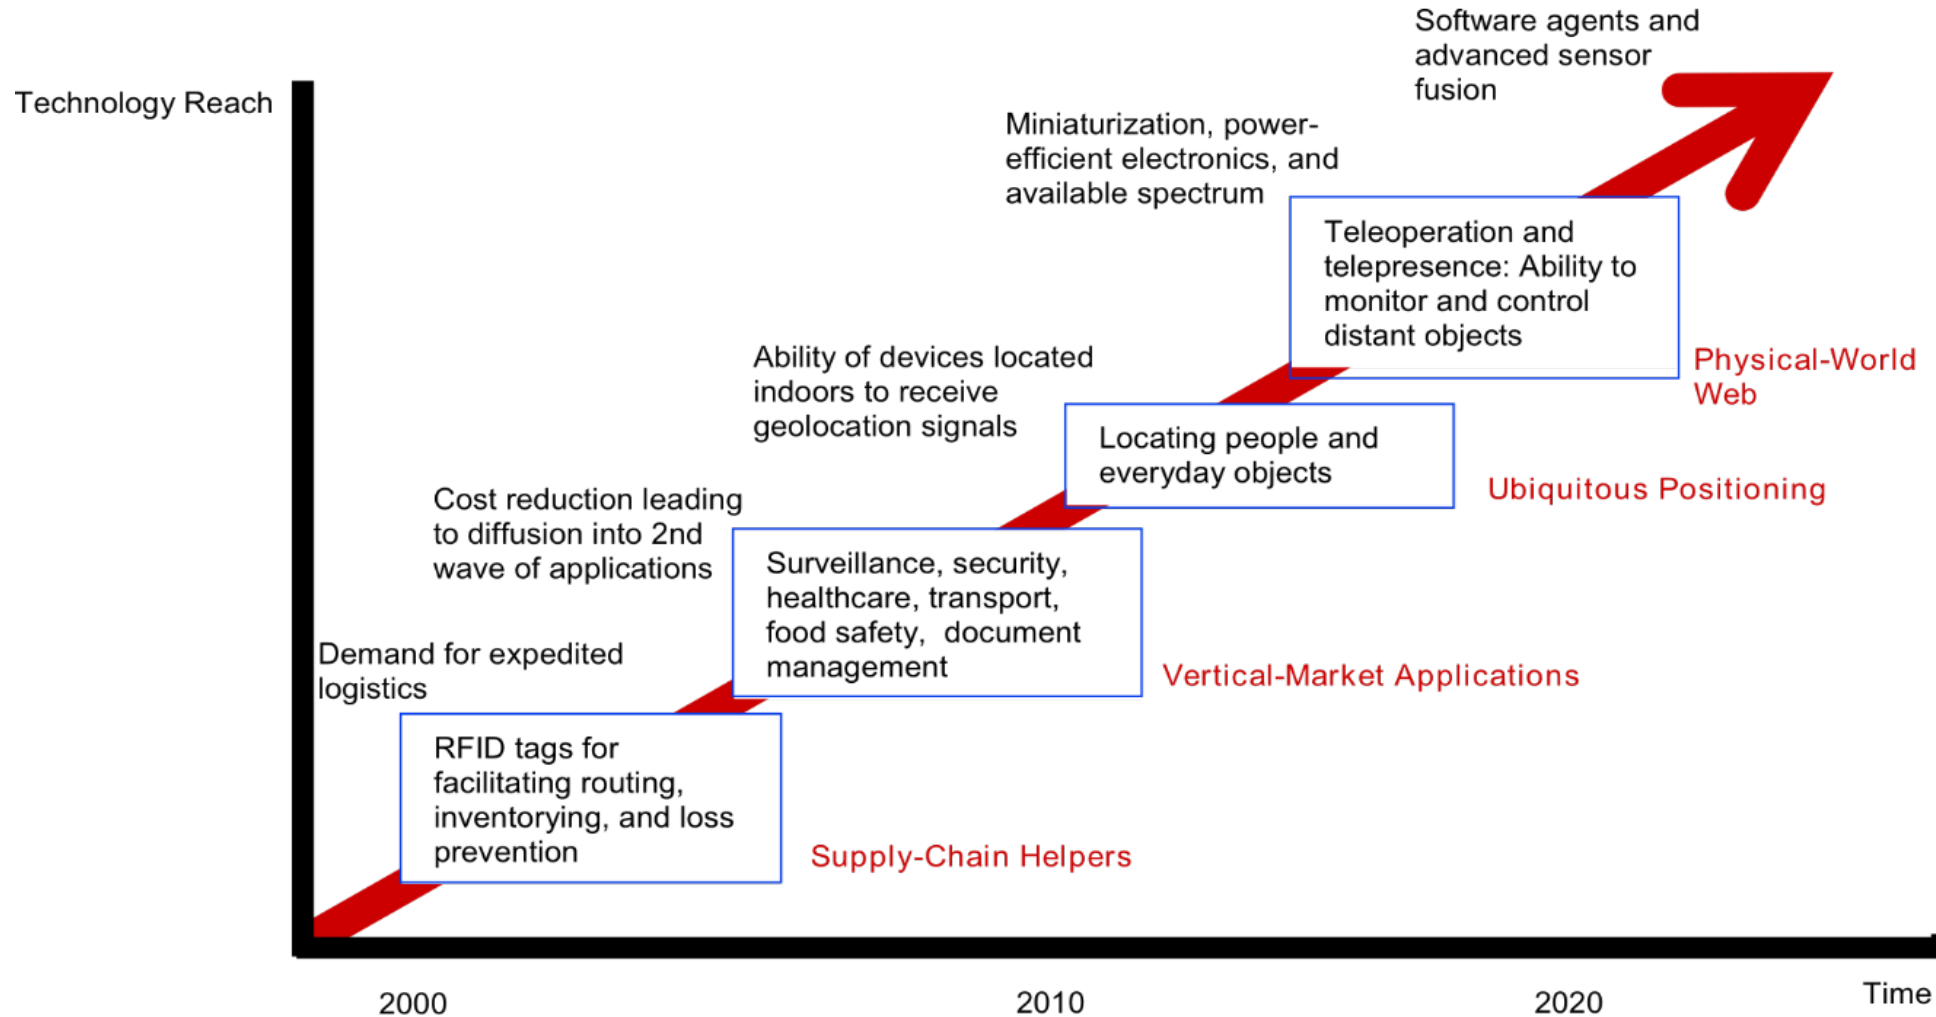 Software agents and
advanced sensor
fusion
Technology Reach
Miniaturization, power-
efficient electronics, and
available spectrum
Teleoperation and
telepresence: Ability to
monitor and control
distant objects
Physical-World
Web
Ability of devices located
indoors to receive
geolocation signals
Locating people and
everyday objects
Ubiquitous Positioning
Cost reduction leading
to diffusion into 2nd
wave of applications
Surveillance, security,
healthcare, transport,
food safety,  document
management
Vertical-Market Applications
Demand for expedited
logistics
RFID tags for
facilitating routing,
inventorying, and loss
prevention
Supply-Chain Helpers
2000
2010
2020
Time